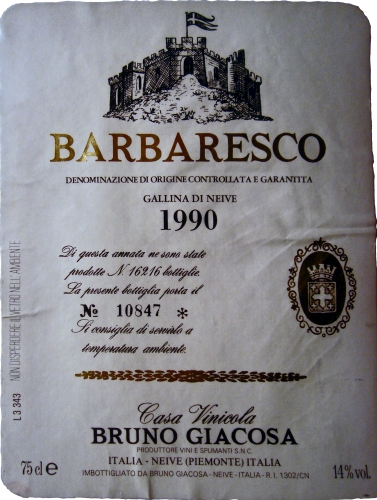 BARBARESCO
DENOMINAZIONE DI ORIGINE CONTROLLATA E GARANTITA
GALLINA DI NEIVE
1990
Di questa annata ne sono state
prodotte N. 16216 bottiglie.
La presente bottiglia porta il
№ 10847 *
Si consiglia di servirlo a
temperatura ambiente.
Casa Vinicola
BRUNO GIACOSA
PRODUTTORE VINI E SPUMANTI S.N.C.
ITALIA - NEIVE (PIEMONTE) ITALIA
75 cl e
14% vol.
IMBOTTIGLIATO DA BRUNO GIACOSA - NEIVE - ITALIA - R.I. 1302/CN
L 3 343
NON DISPERDERE IL VETRO NELL'AMBIENTE